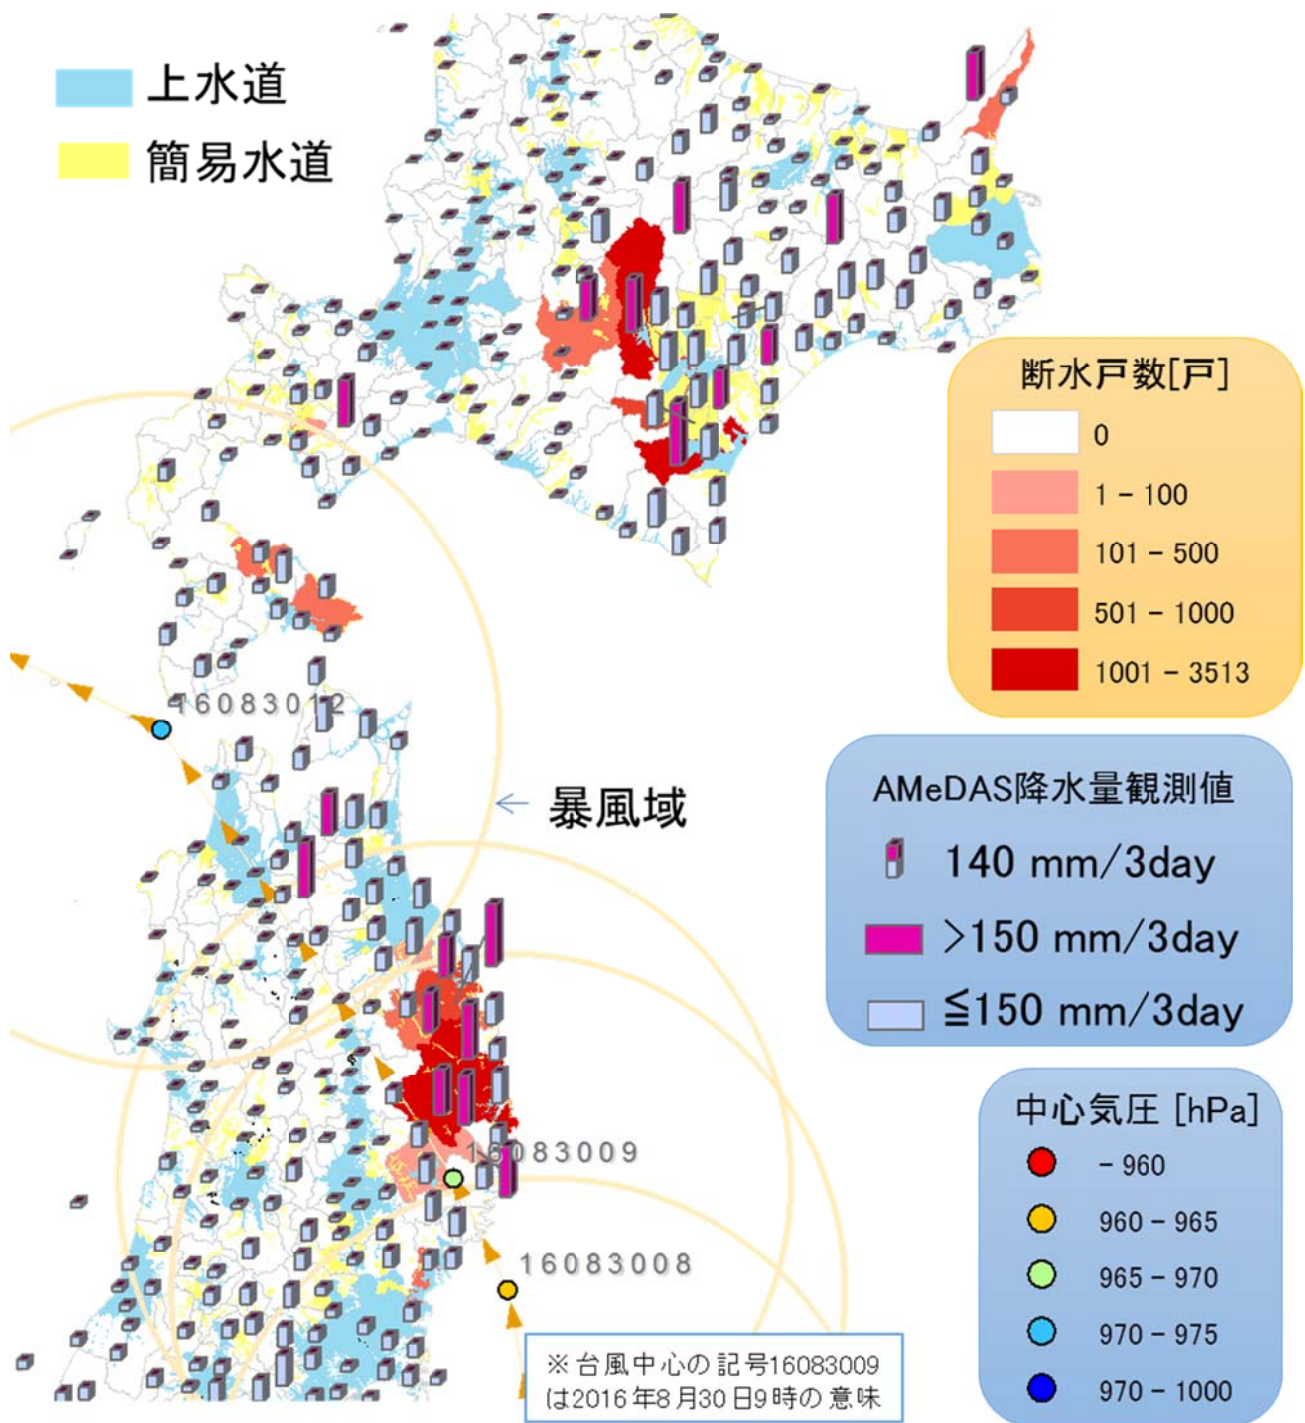 上水道
簡易水道
断水戸数[戸]
0
1 - 100
101 - 500
501 - 1000
1001 - 3513
16083012
暴風域
AMeDAS降水量観測値
140 mm/3day
>150 mm/3day
≦150 mm/3day
16083009
16083008
中心気圧 [hPa]
- 960
960 - 965
965 - 970
970 - 975
970 - 1000
※台風中心の記号16083009
は2016年8月30日9時の意味